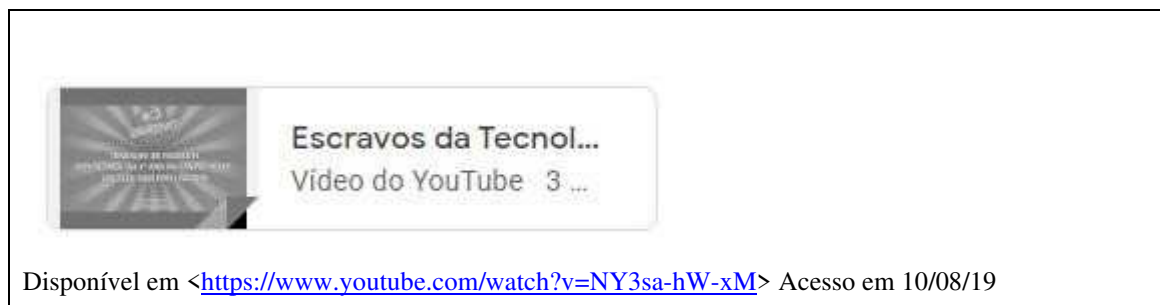 Escravos da Tecnol...
Vídeo do YouTube 3 ...
Disponível em <https://www.youtube.com/watch?v=NY3sa-hW-xM> Acesso em 10/08/19